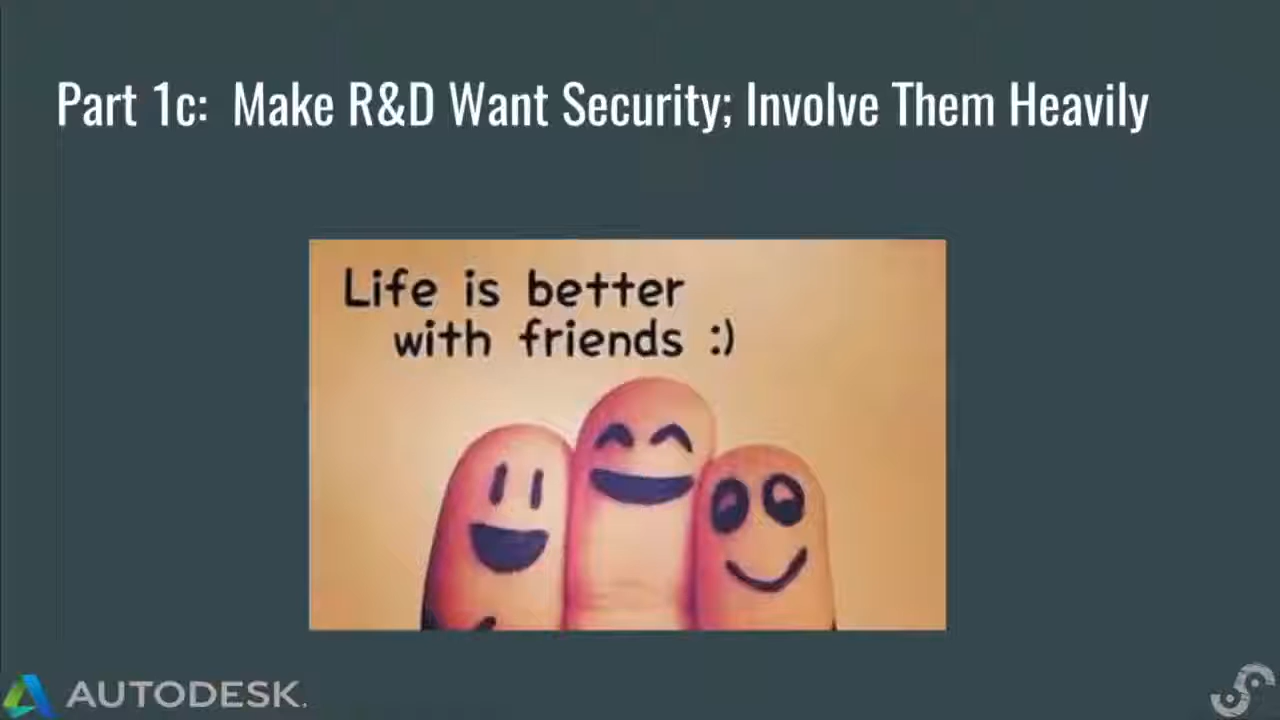 Part 1c: Make R&D Want Security; Involve Them Heavily
Life is better
with friends :)
AUTODESK.